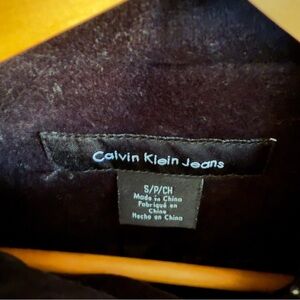 Calvin Klein Jeans
S/P/CH
Made in China
Fabriqué en
Chine
Hecho en China